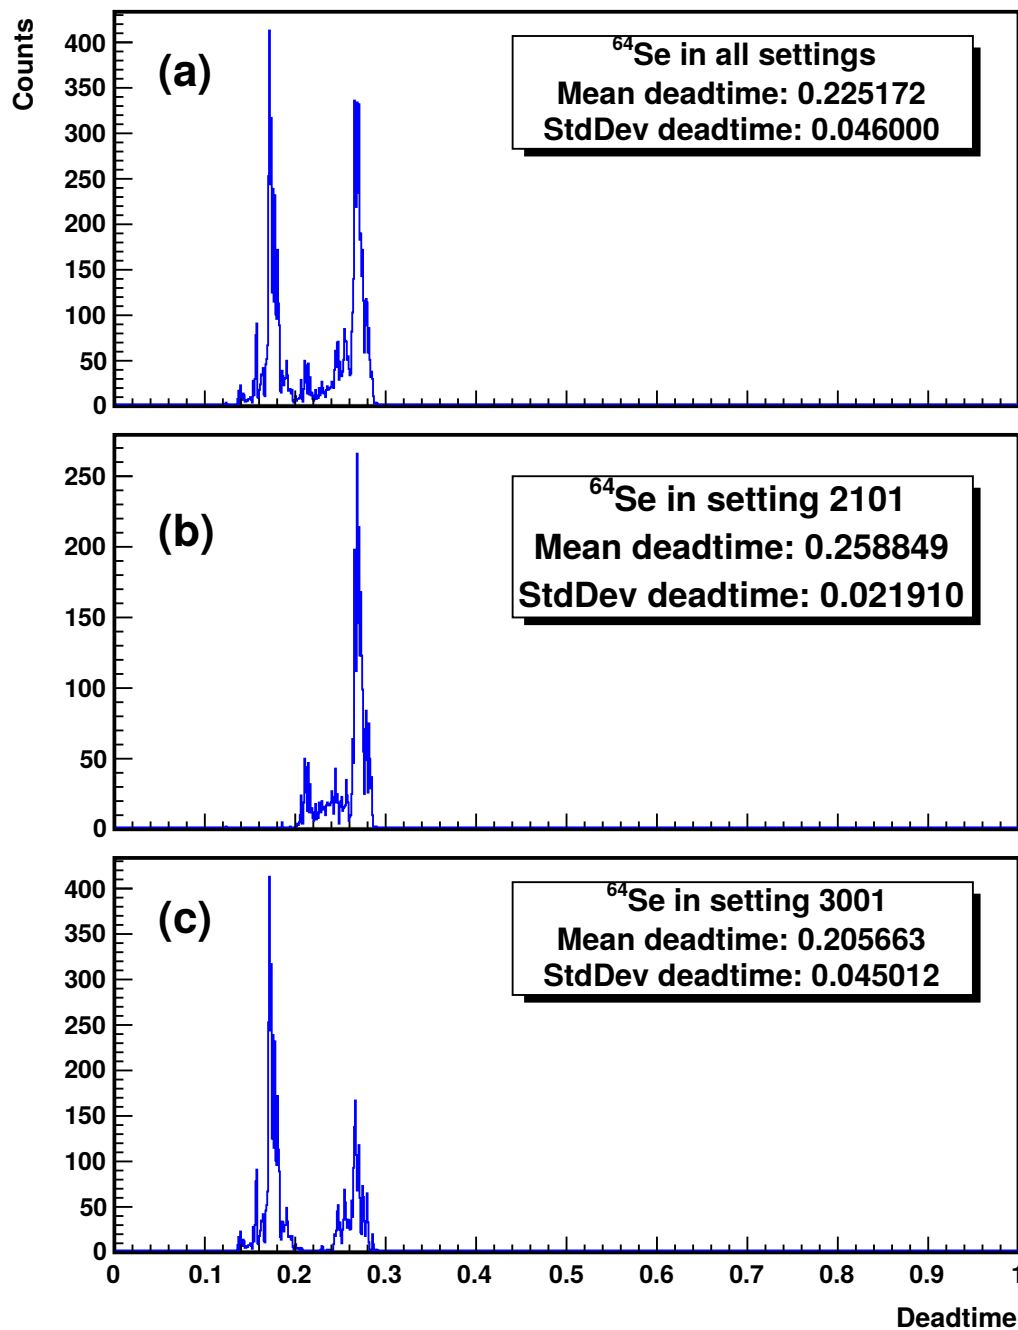 Counts
400
350
300
250
200
150
100
50
0
(a)
⁶⁴Se in all settings
Mean deadtime: 0.225172
StdDev deadtime: 0.046000
250
200
150
100
50
0
(b)
⁶⁴Se in setting 2101
Mean deadtime: 0.258849
StdDev deadtime: 0.021910
400
350
300
250
200
150
100
50
0
(c)
⁶⁴Se in setting 3001
Mean deadtime: 0.205663
StdDev deadtime: 0.045012
0 0.1 0.2 0.3 0.4 0.5 0.6 0.7 0.8 0.9 1
Deadtime